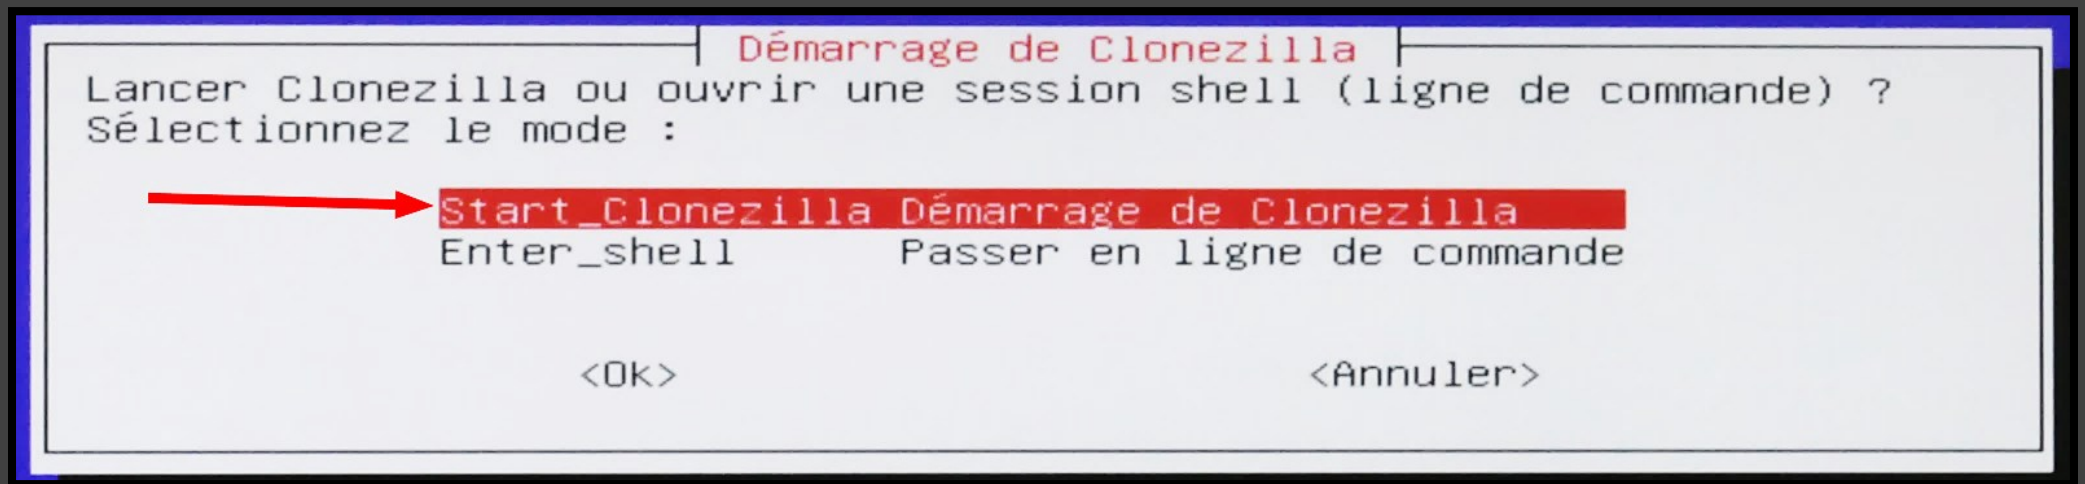 Démarrage de Clonezilla
Lancer Clonezilla ou ouvrir une session shell (ligne de commande) ?
Sélectionnez le mode :
Start_Clonezilla Démarrage de Clonezilla
Enter_shell Passer en ligne de commande
<Ok> <Annuler>